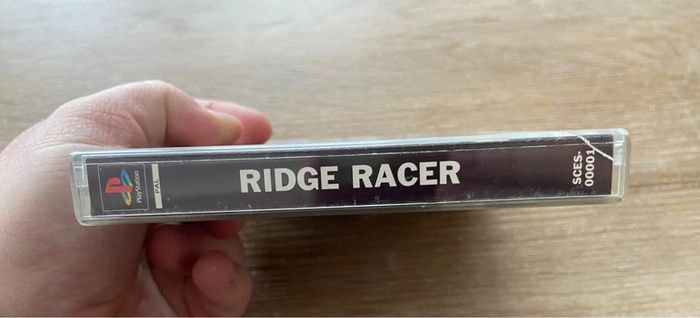 PlayStation
PAL
RIDGE RACER
SCES-
00001